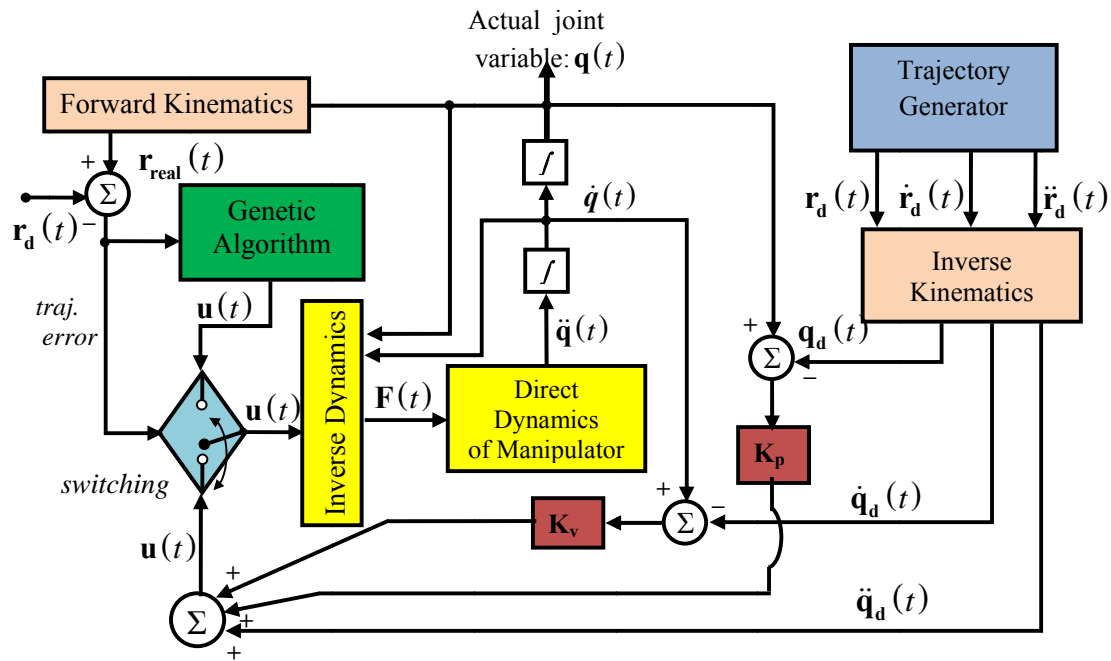 Actual joint
variable: q(t)
Trajectory
Generator
Forward Kinematics
∫
+
r_real(t)
Σ
r_d(t)
−
Genetic
Algorithm
q̇(t)
r_d(t)
ṙ_d(t)
r̈_d(t)
Inverse
Kinematics
∫
traj.
error
u(t)
q̈(t)
+
Σ
q_d(t)
−
Inverse Dynamics
F(t)
Direct
Dynamics
of Manipulator
u(t)
switching
K_p
+
Σ
−
q̇_d(t)
K_v
u(t)
+
Σ
+
+
q̈_d(t)